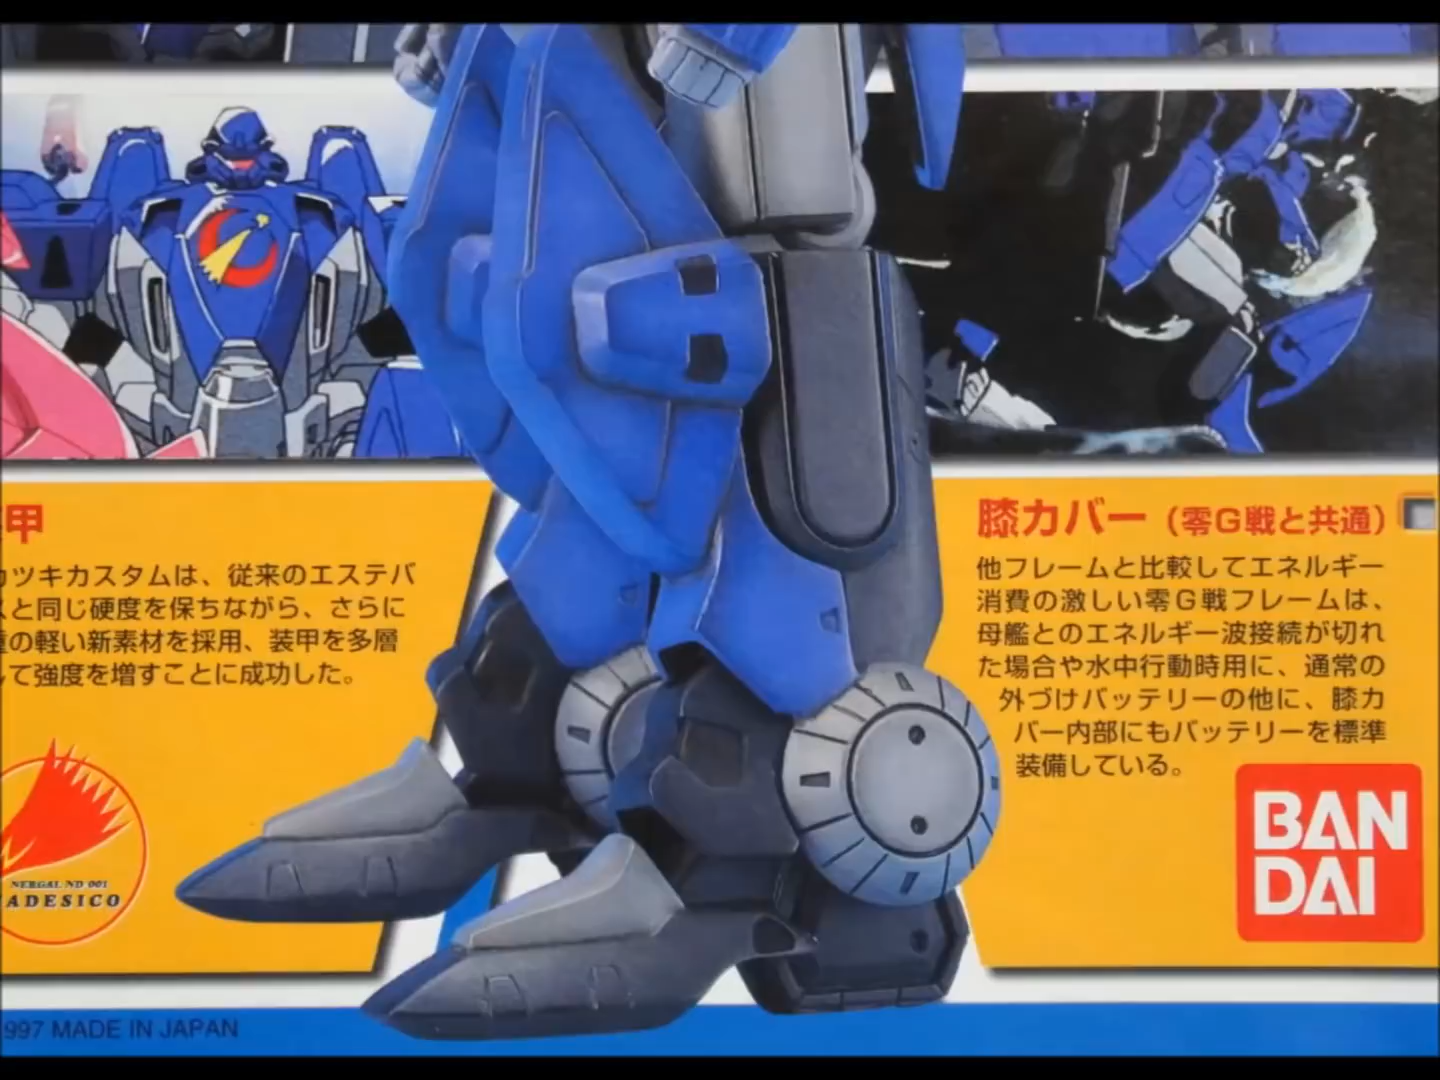 甲
カツキカスタムは、従来のエステバ
スと同じ硬度を保ちながら、さらに
量の軽い新素材を採用、装甲を多層
して強度を増すことに成功した。
NERGAL ND 001
NADESICO
膝カバー（零G戦と共通）
他フレームと比較してエネルギー
消費の激しい零G戦フレームは、
母艦とのエネルギー波接続が切れ
た場合や水中行動時用に、通常の
外づけバッテリーの他に、膝カ
バー内部にもバッテリーを標準
装備している。
BAN
DAI
1997 MADE IN JAPAN